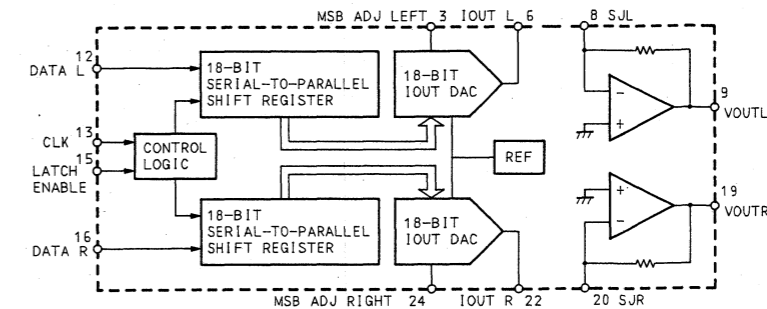 MSB ADJ LEFT 3 IOUT L 6 8 SJL
12
DATA L
18-BIT
SERIAL-TO-PARALLEL
SHIFT REGISTER
18-BIT
IOUT DAC
-
+
9
VOUTL
CLK 13
15
LATCH
ENABLE
CONTROL
LOGIC
REF
16
DATA R
18-BIT
SERIAL-TO-PARALLEL
SHIFT REGISTER
18-BIT
IOUT DAC
+
-
19
VOUTR
MSB ADJ RIGHT 24 IOUT R 22 20 SJR